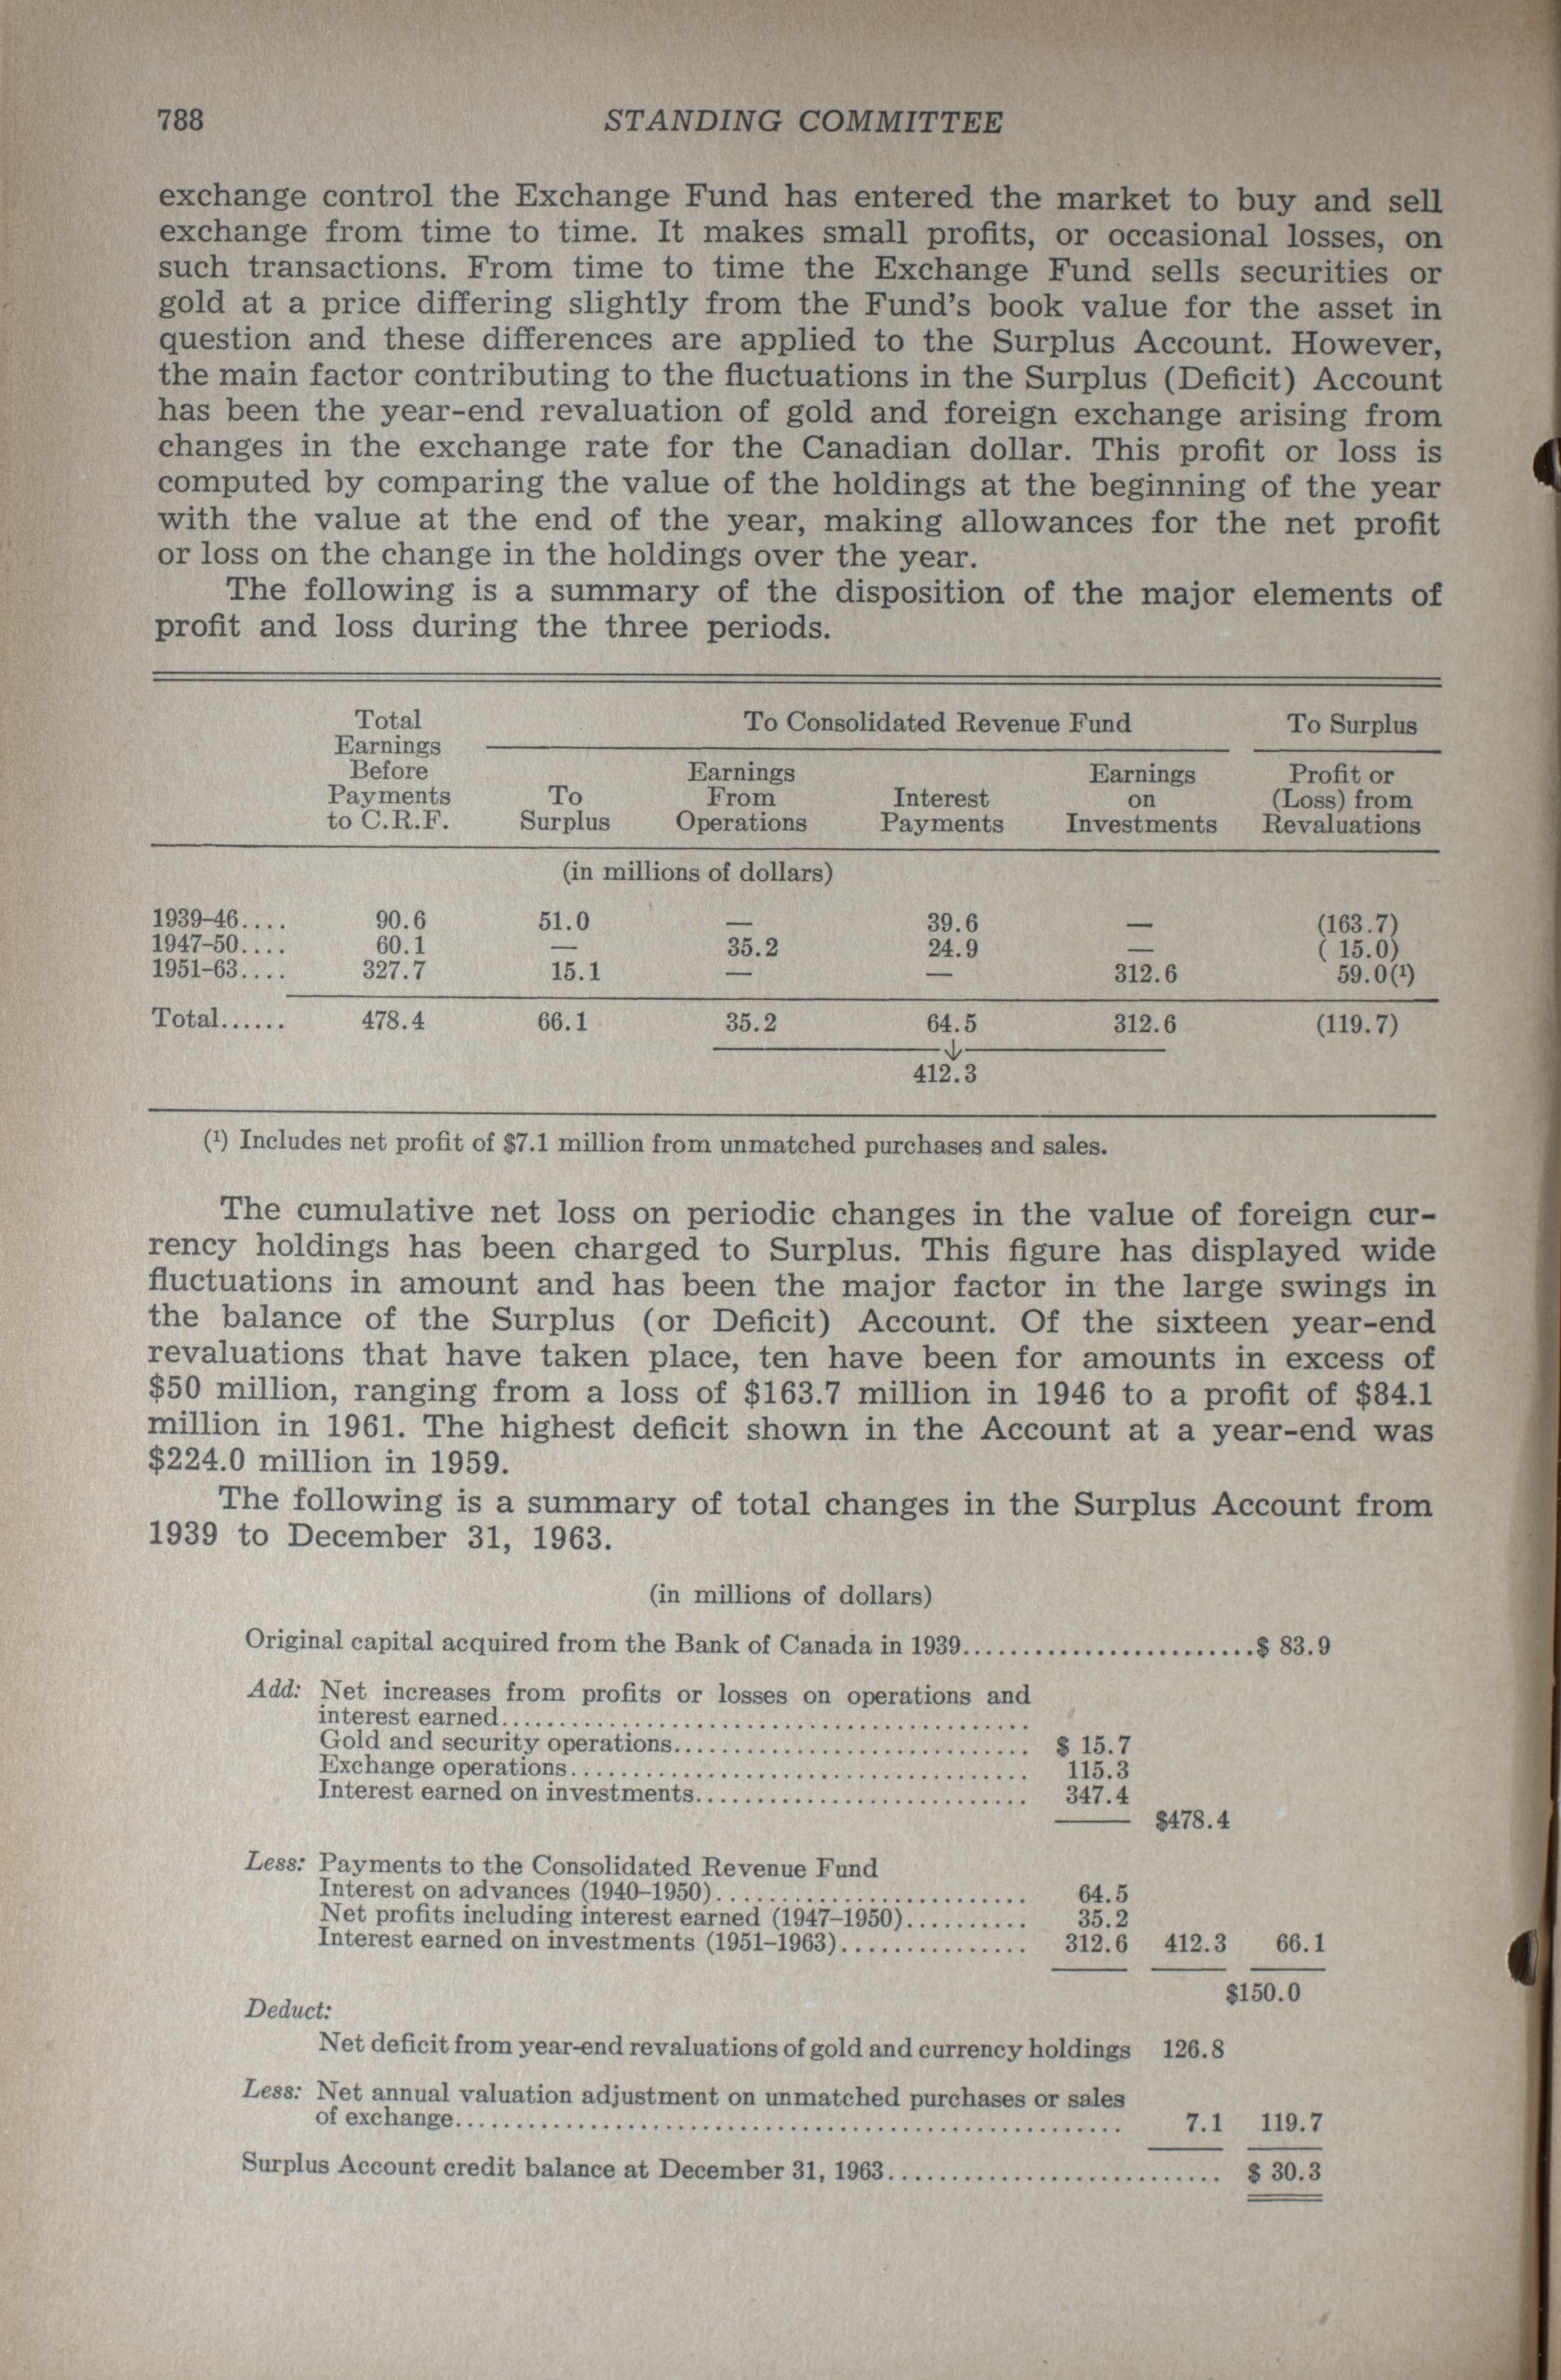 788 STANDING COMMITTEE
exchange control the Exchange Fund has entered the market to buy and sell
exchange from time to time. It makes small profits, or occasional losses, on
such transactions. From time to time the Exchange Fund sells securities or
gold at a price differing slightly from the Fund's book value for the asset in
question and these differences are applied to the Surplus Account. However,
the main factor contributing to the fluctuations in the Surplus (Deficit) Account
has been the year-end revaluation of gold and foreign exchange arising from
changes in the exchange rate for the Canadian dollar. This profit or loss is
computed by comparing the value of the holdings at the beginning of the year
with the value at the end of the year, making allowances for the net profit
or loss on the change in the holdings over the year.
The following is a summary of the disposition of the major elements of
profit and loss during the three periods.
Total To Consolidated Revenue Fund To Surplus
Earnings
Before Earnings Earnings Profit or
Payments To From Interest on (Loss) from
to C.R.F. Surplus Operations Payments Investments Revaluations
(in millions of dollars)
1939–46.... 90.6 51.0 — 39.6 — (163.7)
1947–50.... 60.1 — 35.2 24.9 — ( 15.0)
1951–63.... 327.7 15.1 — — 312.6 59.0(¹)
Total...... 478.4 66.1 35.2 64.5 312.6 (119.7)
↓
412.3
(¹) Includes net profit of $7.1 million from unmatched purchases and sales.
The cumulative net loss on periodic changes in the value of foreign cur-
rency holdings has been charged to Surplus. This figure has displayed wide
fluctuations in amount and has been the major factor in the large swings in
the balance of the Surplus (or Deficit) Account. Of the sixteen year-end
revaluations that have taken place, ten have been for amounts in excess of
$50 million, ranging from a loss of $163.7 million in 1946 to a profit of $84.1
million in 1961. The highest deficit shown in the Account at a year-end was
$224.0 million in 1959.
The following is a summary of total changes in the Surplus Account from
1939 to December 31, 1963.
(in millions of dollars)
Original capital acquired from the Bank of Canada in 1939.........................$ 83.9
Add: Net increases from profits or losses on operations and
interest earned...........................................
Gold and security operations............................. $ 15.7
Exchange operations...................................... 115.3
Interest earned on investments........................... 347.4
$478.4
Less: Payments to the Consolidated Revenue Fund
Interest on advances (1940–1950)......................... 64.5
Net profits including interest earned (1947–1950).......... 35.2
Interest earned on investments (1951–1963)............... 312.6 412.3 66.1
$150.0
Deduct:
Net deficit from year-end revaluations of gold and currency holdings 126.8
Less: Net annual valuation adjustment on unmatched purchases or sales
of exchange....................................................... 7.1 119.7
Surplus Account credit balance at December 31, 1963........................... $ 30.3